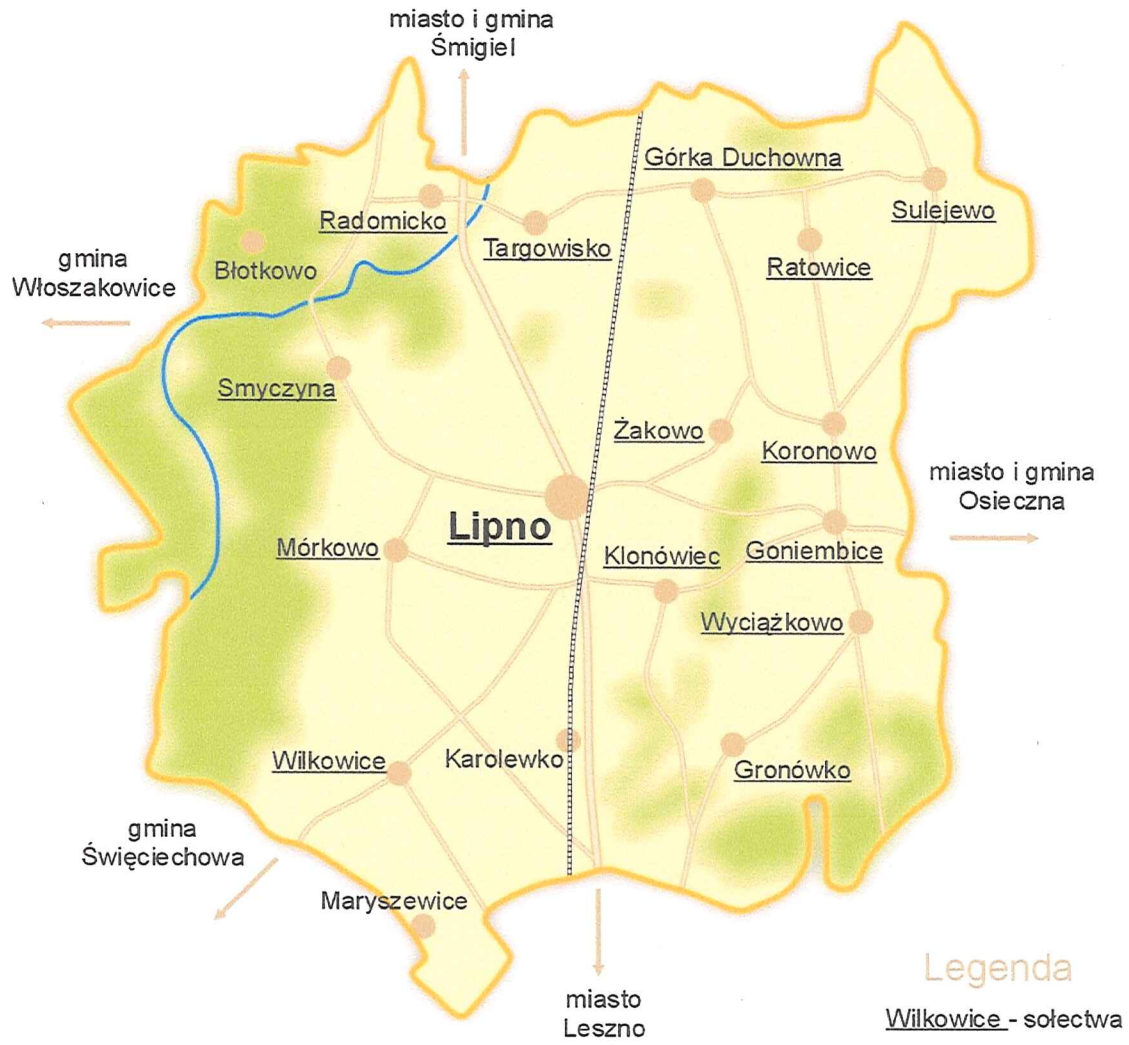 miasto i gmina
Śmigiel
Górka Duchowna
Radomicko
Sulejewo
Targowisko
gmina
Włoszakowice
Błotkowo
Ratowice
Smyczyna
Żakowo
Koronowo
miasto i gmina
Osieczna
Lipno
Mórkowo
Klonówiec
Goniembice
Wyciążkowo
Wilkowice
Karolewko
Gronówko
gmina
Święciechowa
Maryszewice
miasto
Leszno
Legenda
Wilkowice - sołectwa